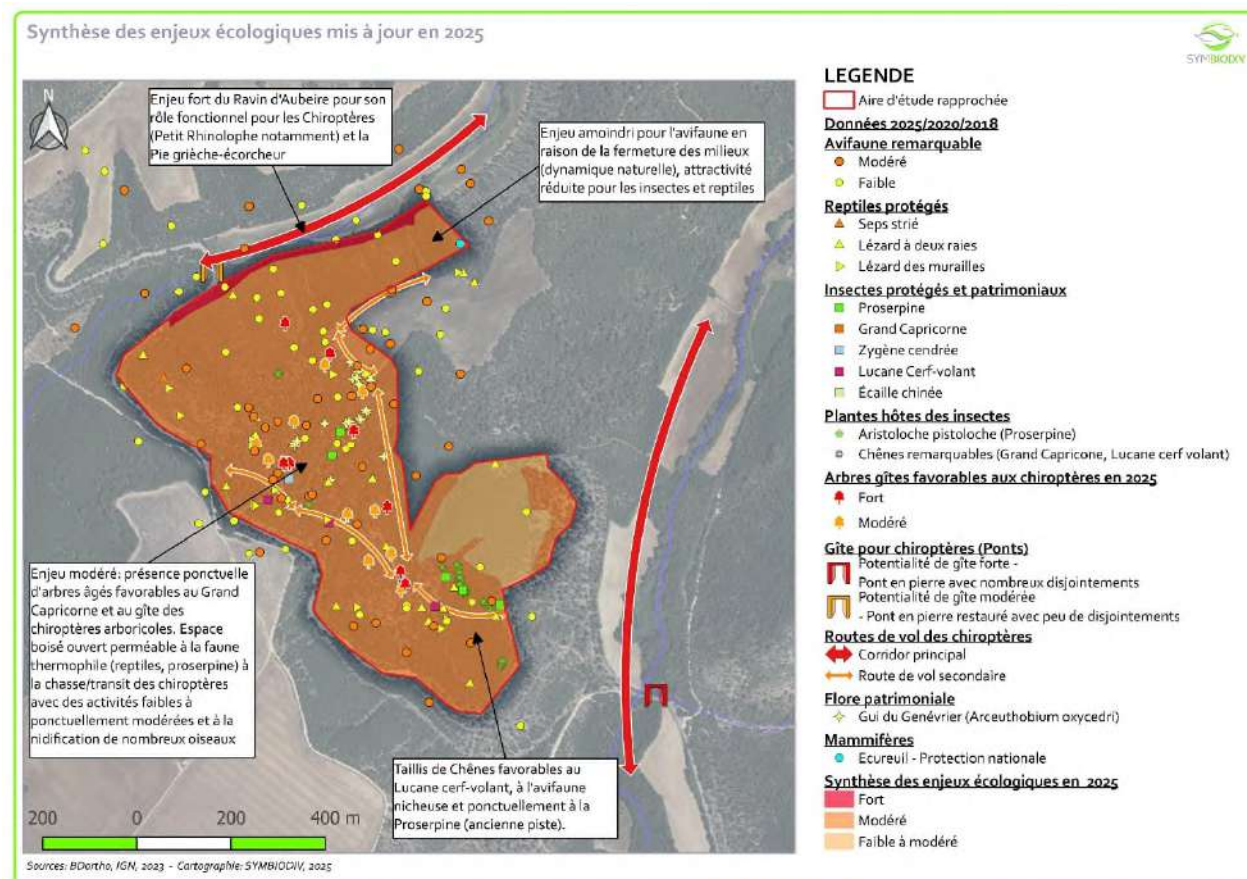 Synthèse des enjeux écologiques mis à jour en 2025
SYMBIODIV
N
Enjeu fort du Ravin d'Aubeire pour son
rôle fonctionnel pour les Chiroptères
(Petit Rhinolophe notamment) et la
Pie grièche-écorcheur
Enjeu amoindri pour l'avifaune en
raison de la fermeture des milieux
(dynamique naturelle), attractivité
réduite pour les insectes et reptiles
Enjeu modéré: présence ponctuelle
d'arbres âgés favorables au Grand
Capricorne et au gîte des
chiroptères arboricoles. Espace
boisé ouvert perméable à la faune
thermophile (reptiles, proserpine) à
la chasse/transit des chiroptères
avec des activités faibles à
ponctuellement modérées et à la
nidification de nombreux oiseaux
Taillis de Chênes favorables au
Lucane cerf-volant, à l'avifaune
nicheuse et ponctuellement à la
Proserpine (ancienne piste).
200 0 200 400 m
Sources: BDortho, IGN, 2023 - Cartographie: SYMBIODIV, 2025
LEGENDE
Aire d'étude rapprochée
Données 2025/2020/2018
Avifaune remarquable
Modéré
Faible
Reptiles protégés
Seps strié
Lézard à deux raies
Lézard des murailles
Insectes protégés et patrimoniaux
Proserpine
Grand Capricorne
Zygène cendrée
Lucane Cerf-volant
Écaille chinée
Plantes hôtes des insectes
Aristoloche pistoloche (Proserpine)
Chênes remarquables (Grand Capricone, Lucane cerf volant)
Arbres gîtes favorables aux chiroptères en 2025
Fort
Modéré
Gîte pour chiroptères (Ponts)
Potentialité de gîte forte -
Pont en pierre avec nombreux disjointements
Potentialité de gîte modérée
- Pont en pierre restauré avec peu de disjointements
Routes de vol des chiroptères
Corridor principal
Route de vol secondaire
Flore patrimoniale
Gui du Genévrier (Arceuthobium oxycedri)
Mammifères
Ecureuil - Protection nationale
Synthèse des enjeux écologiques en 2025
Fort
Modéré
Faible à modéré